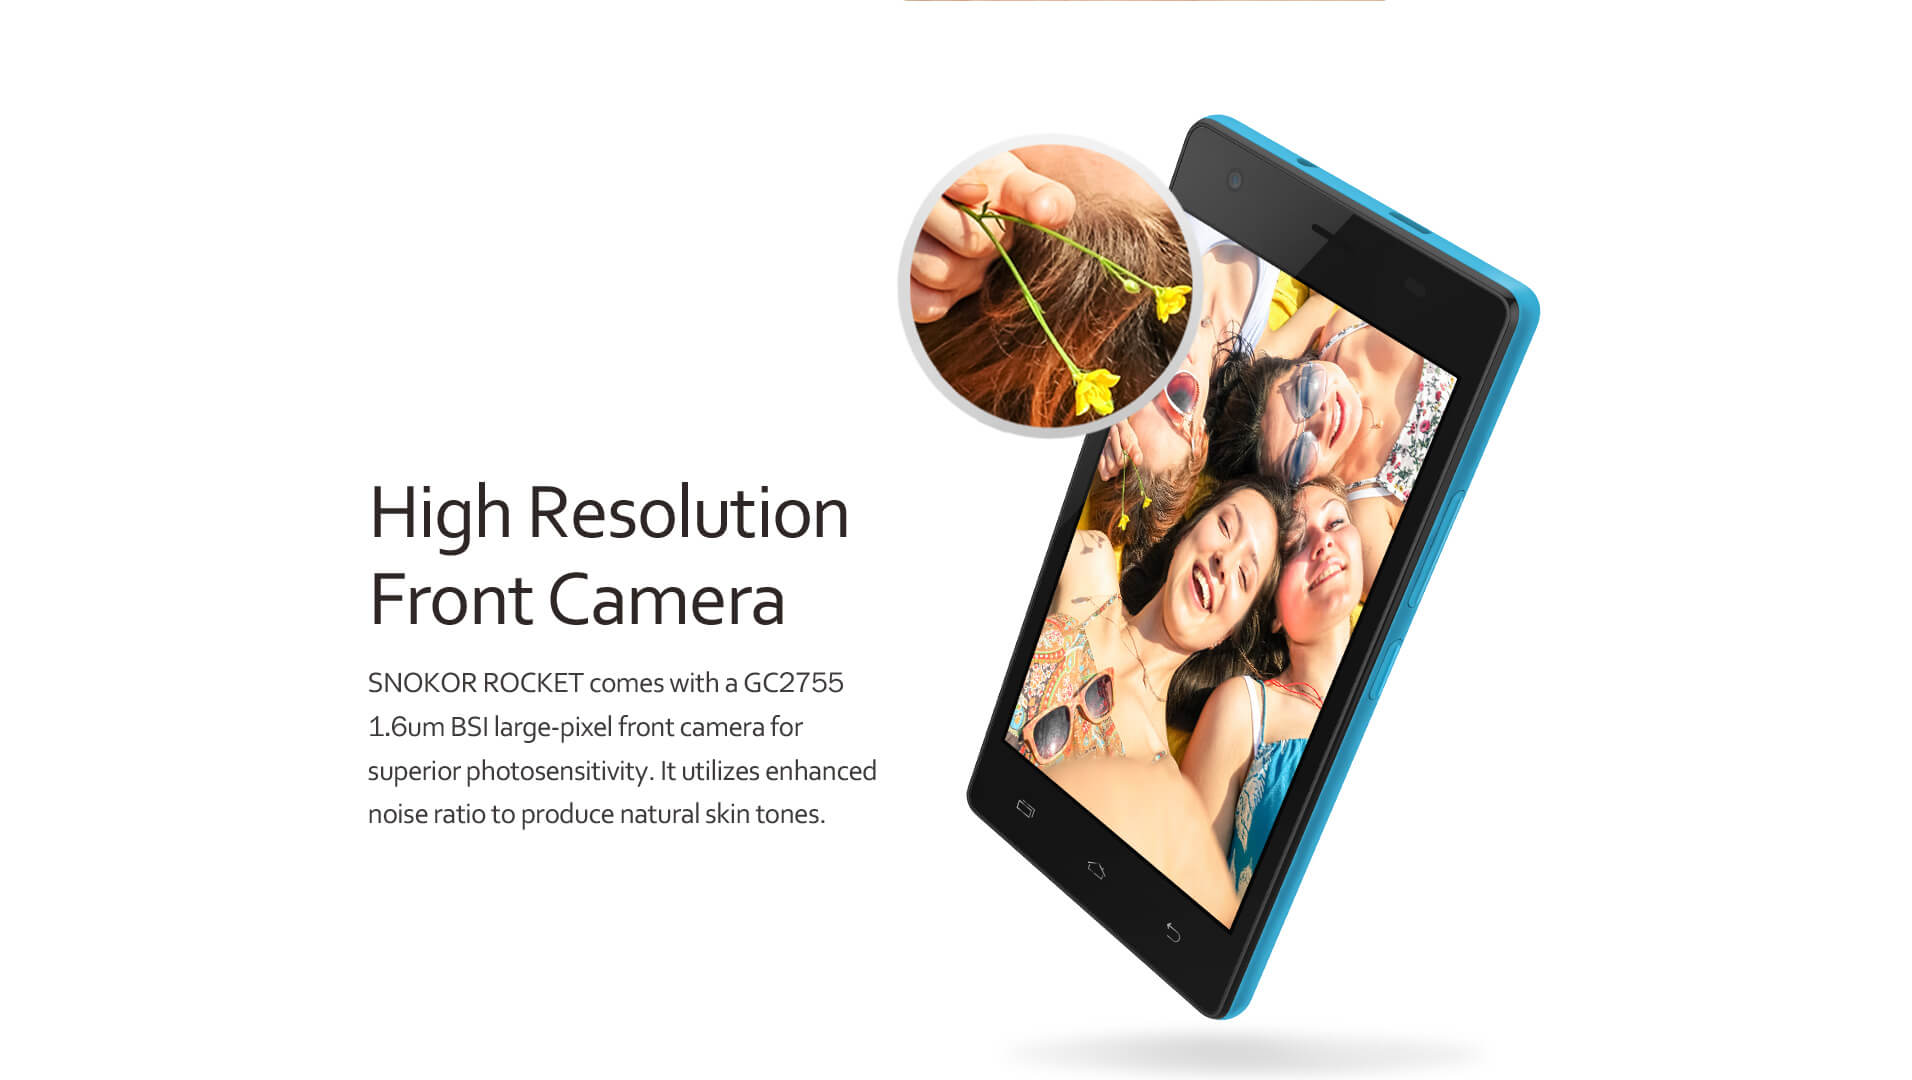 High Resolution
Front Camera
SNOKOR ROCKET comes with a GC2755
1.6um BSI large-pixel front camera for
superior photosensitivity. It utilizes enhanced
noise ratio to produce natural skin tones.